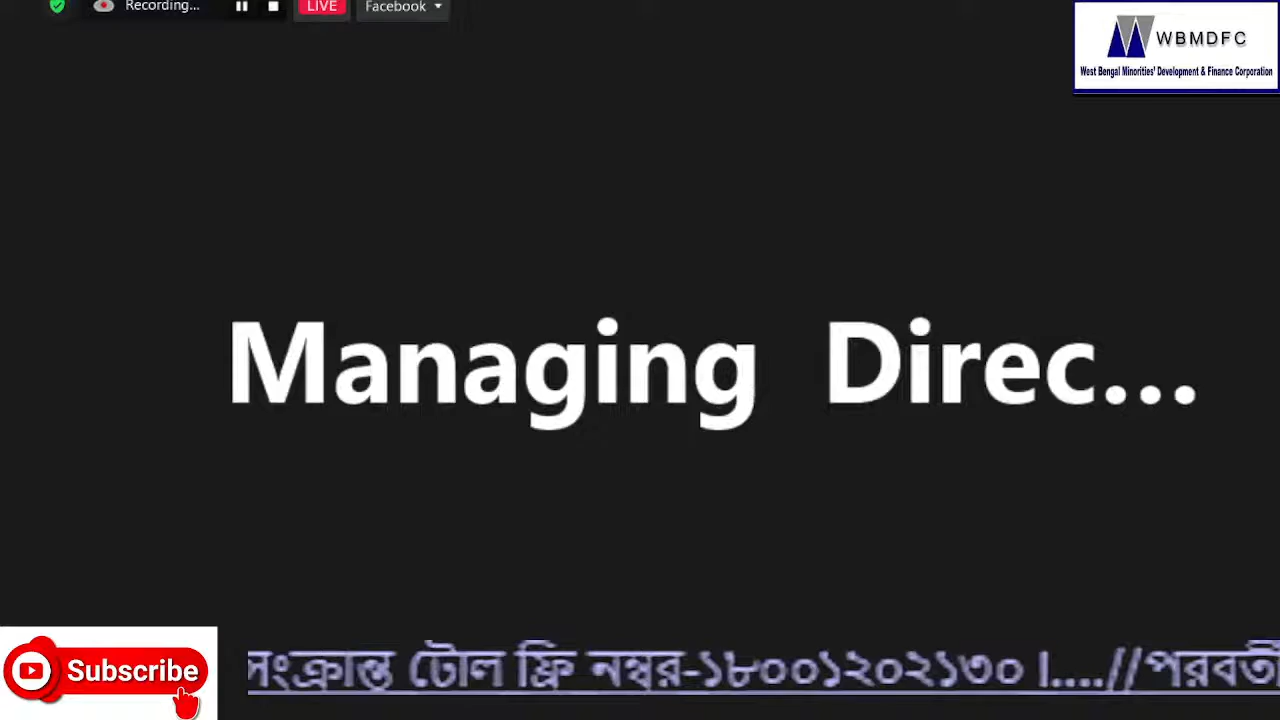 Recording...
LIVE
Facebook
WBMDFC
West Bengal Minorities' Development & Finance Corporation
Managing Direc...
Subscribe
সংক্রান্ত টোল ফ্রি নম্বর-১৮০০১২০২১৩০ ।....//পরবর্তী